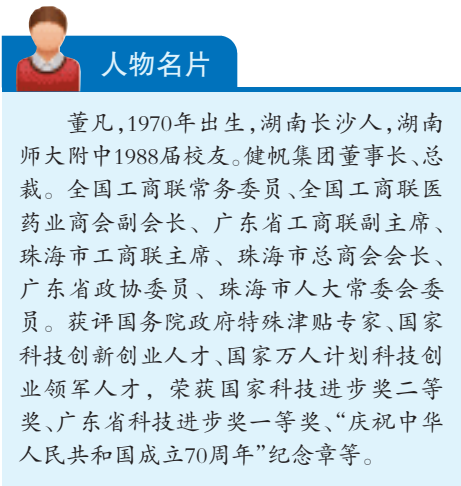 人物名片
董凡,1970年出生,湖南长沙人,湖南
师大附中1988届校友。健帆集团董事长、总
裁。全国工商联常务委员、全国工商联医
药业商会副会长、广东省工商联副主席、
珠海市工商联主席、珠海市总商会会长、
广东省政协委员、珠海市人大常委会委
员。获评国务院政府特殊津贴专家、国家
科技创新创业人才、国家万人计划科技创
业领军人才，荣获国家科技进步奖二等
奖、广东省科技进步奖一等奖、“庆祝中华
人民共和国成立70周年”纪念章等。